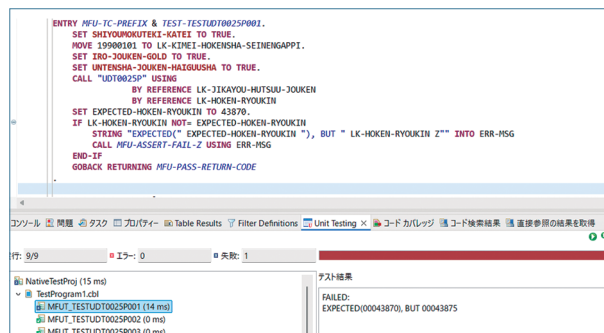 ENTRY MFU-TC-PREFIX & TEST-TESTUDT0025P001.
SET SHIYOUMOKUTEKI-KATEI TO TRUE.
MOVE 19900101 TO LK-KIMEI-HOKENSHA-SEINENGAPPI.
SET IRO-JOUKEN-GOLD TO TRUE.
SET UNTENSHA-JOUKEN-HAIGUUSHA TO TRUE.
CALL "UDT0025P" USING
BY REFERENCE LK-JIKAYOU-HUTSUU-JOUKEN
BY REFERENCE LK-HOKEN-RYOUKIN
SET EXPECTED-HOKEN-RYOUKIN TO 43870.
IF LK-HOKEN-RYOUKIN NOT= EXPECTED-HOKEN-RYOUKIN
STRING "EXPECTED(" EXPECTED-HOKEN-RYOUKIN "), BUT " LK-HOKEN-RYOUKIN Z"" INTO ERR-MSG
CALL MFU-ASSERT-FAIL-Z USING ERR-MSG
END-IF
GOBACK RETURNING MFU-PASS-RETURN-CODE
.
コンソール 問題 タスク プロパティー Table Results Filter Definitions Unit Testing コード カバレッジ コード検索結果 直接参照の結果を取得
行: 9/9 エラー: 0 失敗: 1
NativeTestProj (15 ms)
TestProgram1.cbl
MFUT_TESTUDT0025P001 (14 ms)
MFUT_TESTUDT0025P002 (0 ms)
MFUT_TESTUDT0025P003 (0 ms)
テスト結果
FAILED:
EXPECTED(00043870), BUT 00043875